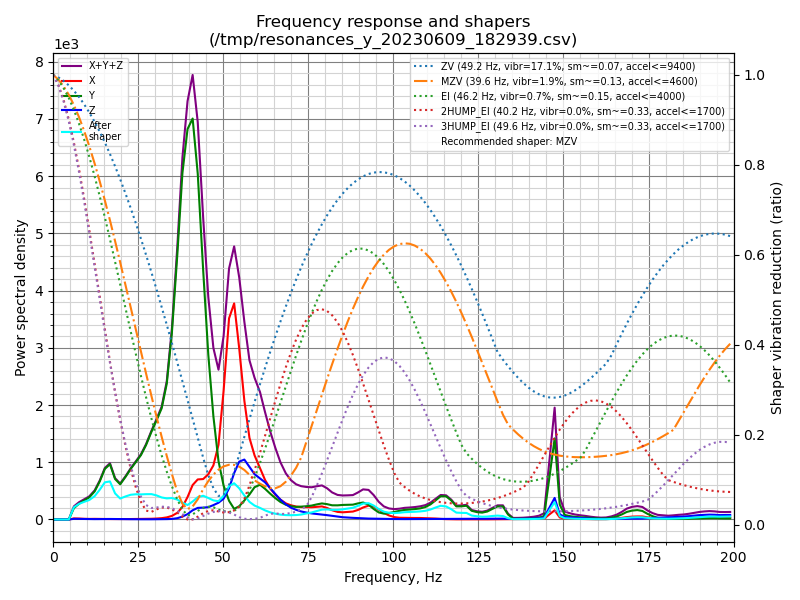 Frequency response and shapers
(/tmp/resonances_y_20230609_182939.csv)
1e3
X+Y+Z
X
Y
Z
After
shaper
ZV (49.2 Hz, vibr=17.1%, sm~=0.07, accel<=9400)
MZV (39.6 Hz, vibr=1.9%, sm~=0.13, accel<=4600)
EI (46.2 Hz, vibr=0.7%, sm~=0.15, accel<=4000)
2HUMP_EI (40.2 Hz, vibr=0.0%, sm~=0.33, accel<=1700)
3HUMP_EI (49.6 Hz, vibr=0.0%, sm~=0.33, accel<=1700)
Recommended shaper: MZV
8
7
6
5
4
3
2
1
0
Power spectral density
1.0
0.8
0.6
0.4
0.2
0.0
Shaper vibration reduction (ratio)
0 25 50 75 100 125 150 175 200
Frequency, Hz